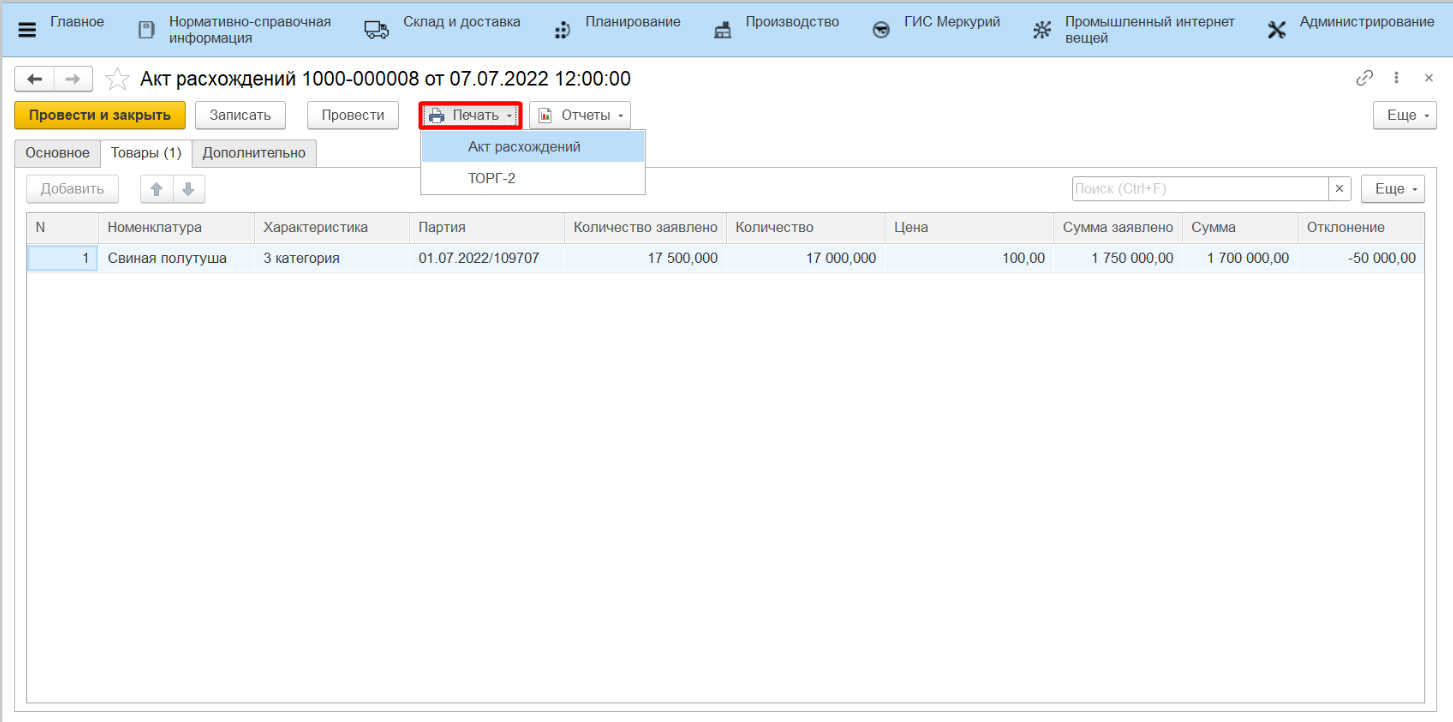 Главное
Нормативно-справочная
информация
Склад и доставка
Планирование
Производство
ГИС Меркурий
Промышленный интернет
вещей
Администрирование
Акт расхождений 1000-000008 от 07.07.2022 12:00:00
Провести и закрыть Записать Провести Печать Отчеты Еще
Основное Товары (1) Дополнительно
Акт расхождений
ТОРГ-2
Добавить Поиск (Ctrl+F) Еще
N Номенклатура Характеристика Партия Количество заявлено Количество Цена Сумма заявлено Сумма Отклонение
1 Свиная полутуша 3 категория 01.07.2022/109707 17 500,000 17 000,000 100,00 1 750 000,00 1 700 000,00 -50 000,00